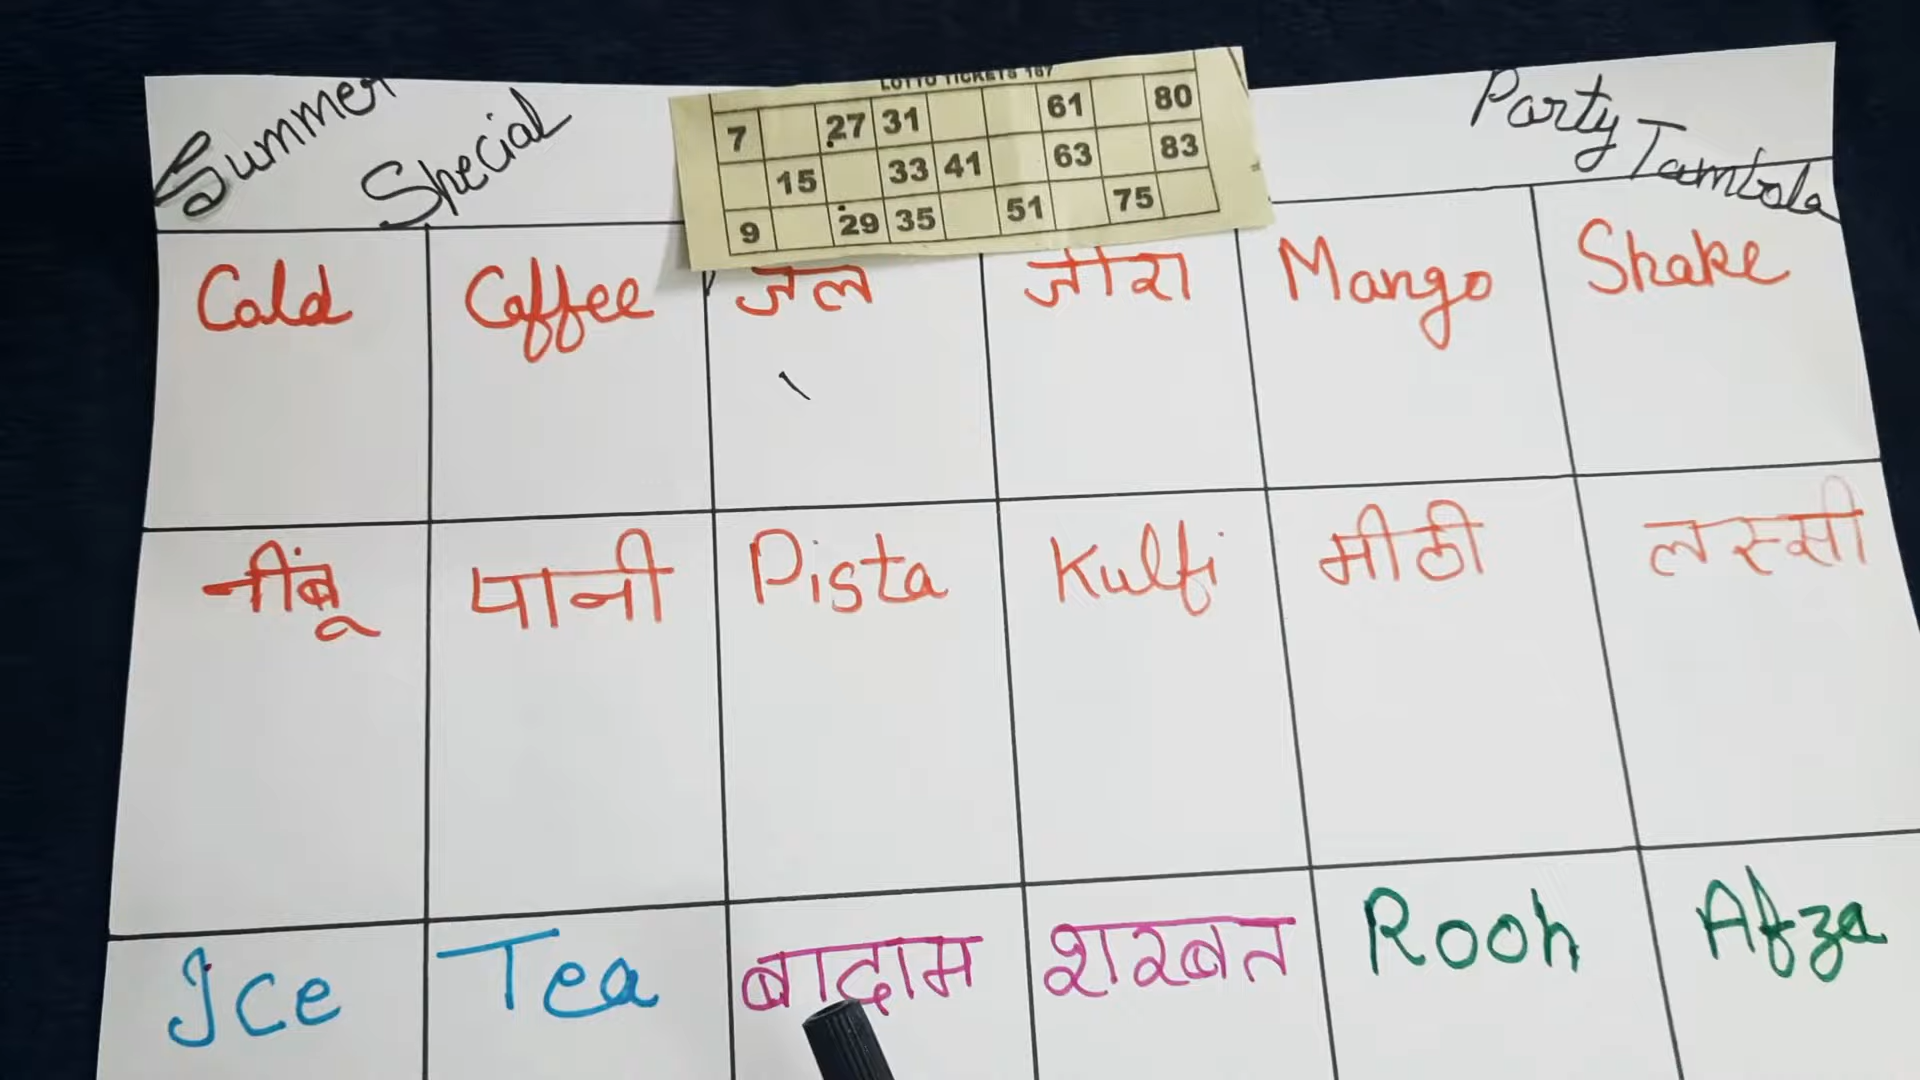 Summer Special
Party Tambola
LOTTO TICKETS 167
7 27 31 61 80
15 33 41 63 83
9 29 35 51 75
Cold Coffee जल जीरा Mango Shake
नींबू पानी Pista Kulfi मीठी लस्सी
Ice Tea बादाम शरबत Rooh Afza